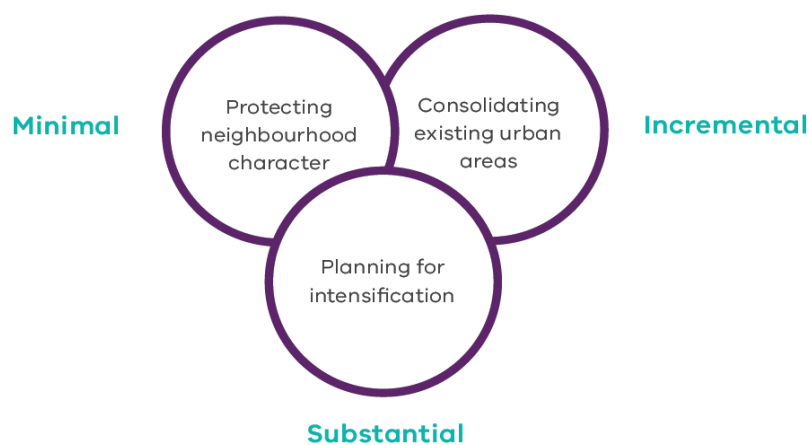 Minimal
Protecting
neighbourhood
character
Consolidating
existing urban
areas
Incremental
Planning for
intensification
Substantial